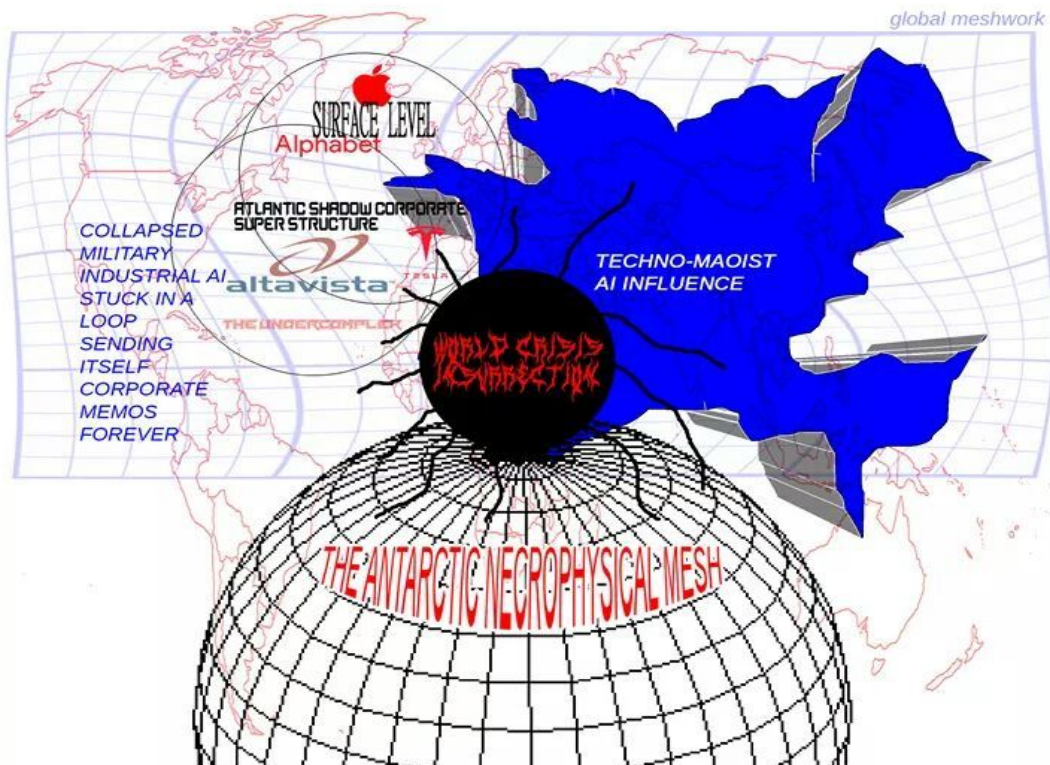 global meshwork
SURFACE LEVEL
Alphabet
ATLANTIC SHADOW CORPORATE
SUPER STRUCTURE
altavista
TESLA
THE UNDERCOMPLEX
COLLAPSED
MILITARY
INDUSTRIAL AI
STUCK IN A
LOOP
SENDING
ITSELF
CORPORATE
MEMOS
FOREVER
TECHNO-MAOIST
AI INFLUENCE
WORLD CRISIS
INSURRECTION
THE ANTARCTIC NECROPHYSICAL MESH